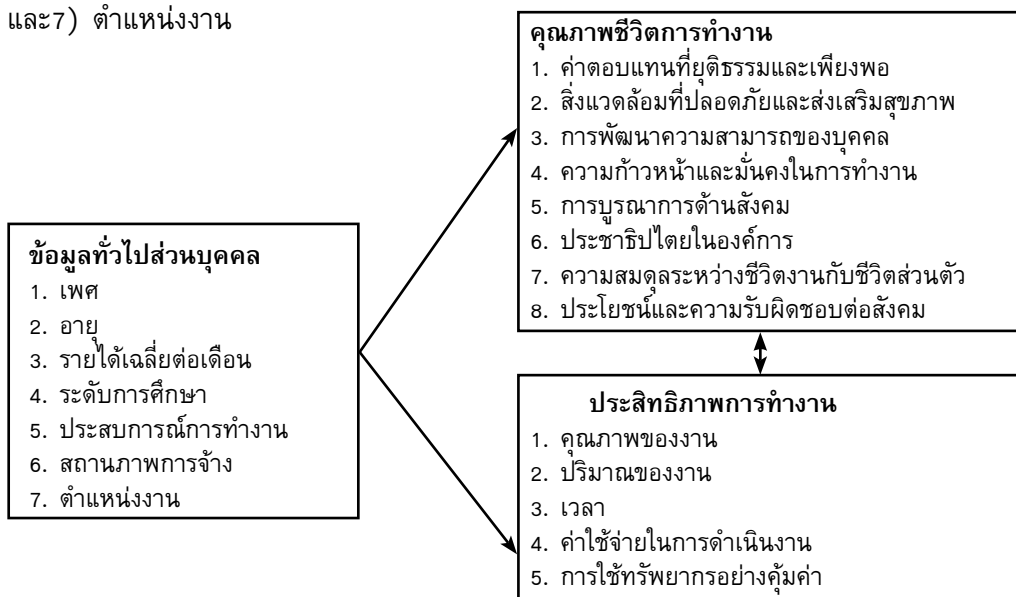 และ7) ตำแหน่งงาน
ข้อมูลทั่วไปส่วนบุคคล
1. เพศ
2. อายุ
3. รายได้เฉลี่ยต่อเดือน
4. ระดับการศึกษา
5. ประสบการณ์การทำงาน
6. สถานภาพการจ้าง
7. ตำแหน่งงาน
คุณภาพชีวิตการทำงาน
1. ค่าตอบแทนที่ยุติธรรมและเพียงพอ
2. สิ่งแวดล้อมที่ปลอดภัยและส่งเสริมสุขภาพ
3. การพัฒนาความสามารถของบุคคล
4. ความก้าวหน้าและมั่นคงในการทำงาน
5. การบูรณาการด้านสังคม
6. ประชาธิปไตยในองค์การ
7. ความสมดุลระหว่างชีวิตงานกับชีวิตส่วนตัว
8. ประโยชน์และความรับผิดชอบต่อสังคม
ประสิทธิภาพการทำงาน
1. คุณภาพของงาน
2. ปริมาณของงาน
3. เวลา
4. ค่าใช้จ่ายในการดำเนินงาน
5. การใช้ทรัพยากรอย่างคุ้มค่า